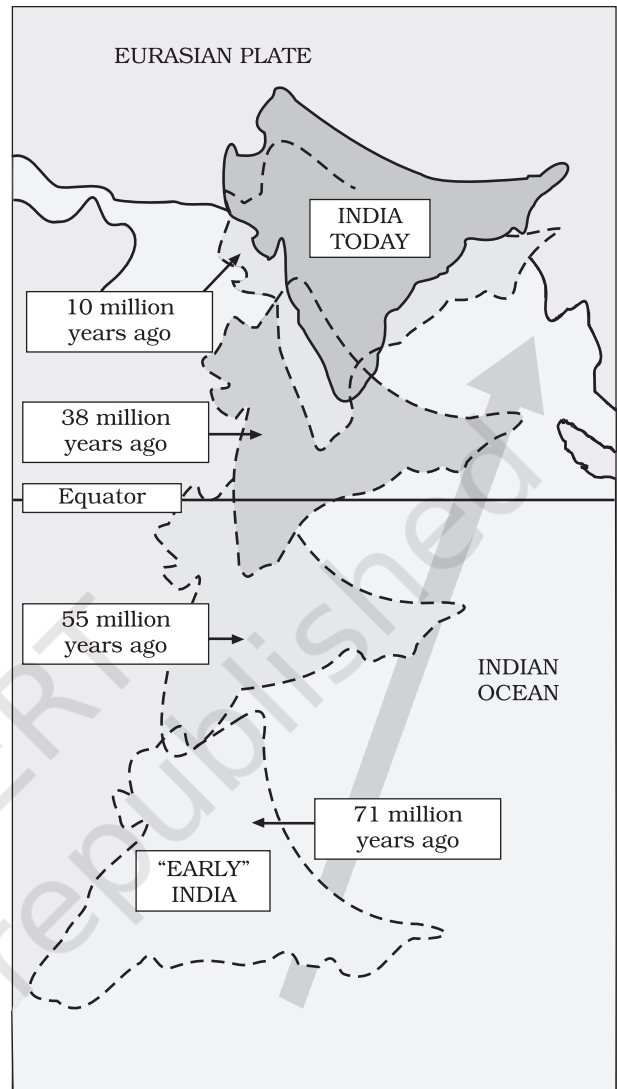 EURASIAN PLATE
INDIA
TODAY
10 million
years ago
38 million
years ago
Equator
55 million
years ago
INDIAN
OCEAN
71 million
years ago
“EARLY”
INDIA
republished